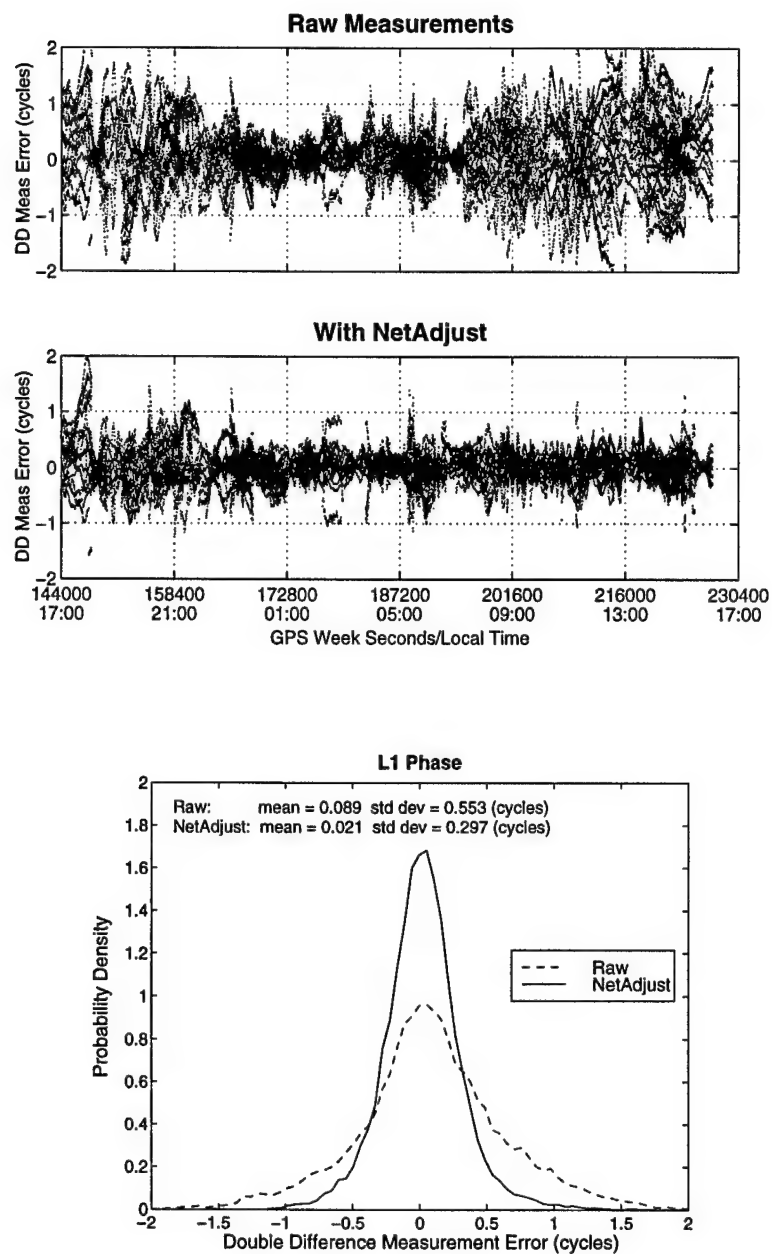 Raw Measurements
DD Meas Error (cycles)
2
1
0
−1
−2
With NetAdjust
DD Meas Error (cycles)
2
1
0
−1
−2
144000 158400 172800 187200 201600 216000 230400
17:00 21:00 01:00 05:00 09:00 13:00 17:00
GPS Week Seconds/Local Time
L1 Phase
Raw: mean = 0.089 std dev = 0.553 (cycles)
NetAdjust: mean = 0.021 std dev = 0.297 (cycles)
Probability Density
2
1.8
1.6
1.4
1.2
1
0.8
0.6
0.4
0.2
0
Raw
NetAdjust
−2 −1.5 −1 −0.5 0 0.5 1 1.5 2
Double Difference Measurement Error (cycles)